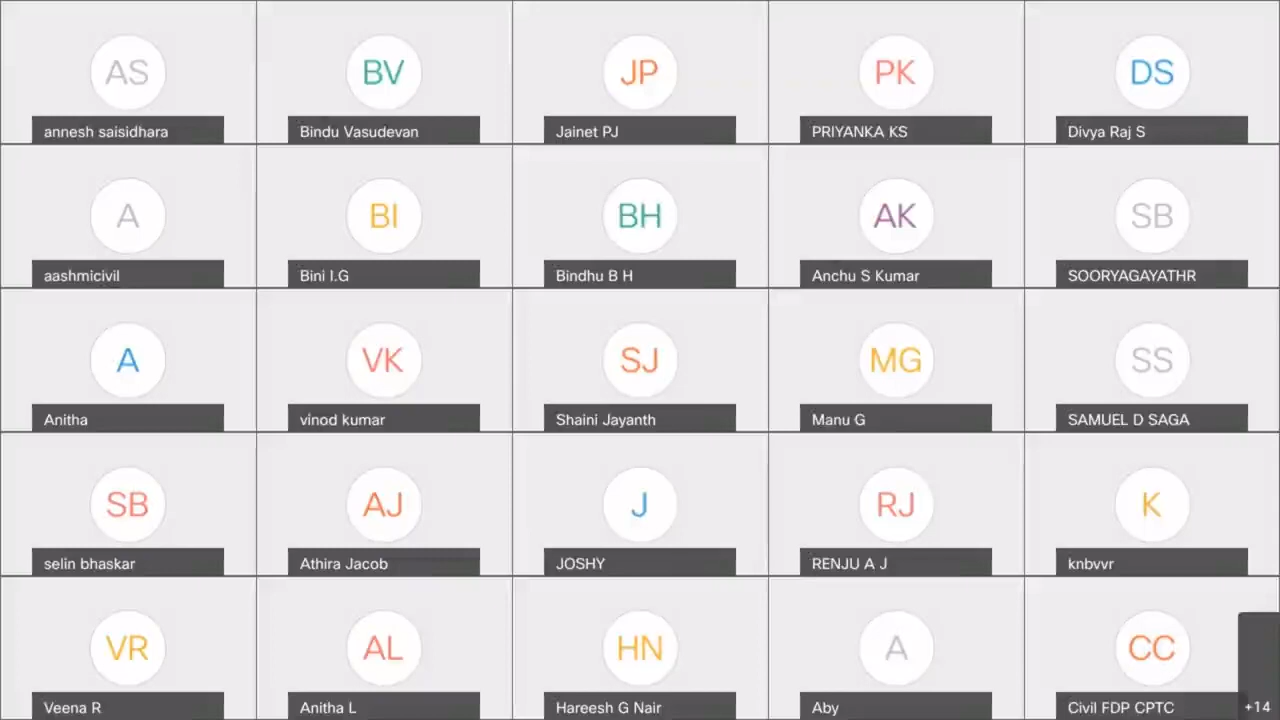 AS
annesh saisidhara
BV
Bindu Vasudevan
JP
Jainet PJ
PK
PRIYANKA KS
DS
Divya Raj S
A
aashmicivil
BI
Bini I.G
BH
Bindhu B H
AK
Anchu S Kumar
SB
SOORYAGAYATHR
A
Anitha
VK
vinod kumar
SJ
Shaini Jayanth
MG
Manu G
SS
SAMUEL D SAGA
SB
selin bhaskar
AJ
Athira Jacob
J
JOSHY
RJ
RENJU A J
K
knbvvr
VR
Veena R
AL
Anitha L
HN
Hareesh G Nair
A
Aby
CC
Civil FDP CPTC
+14